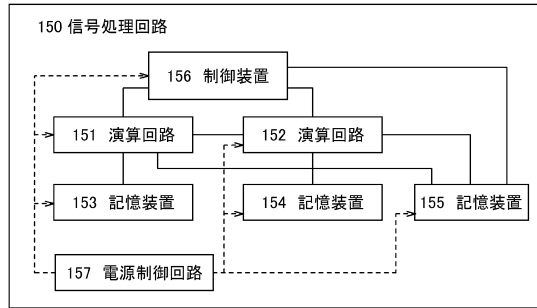 150 信号処理回路
156 制御装置
151 演算回路
152 演算回路
153 記憶装置
154 記憶装置
155 記憶装置
157 電源制御回路